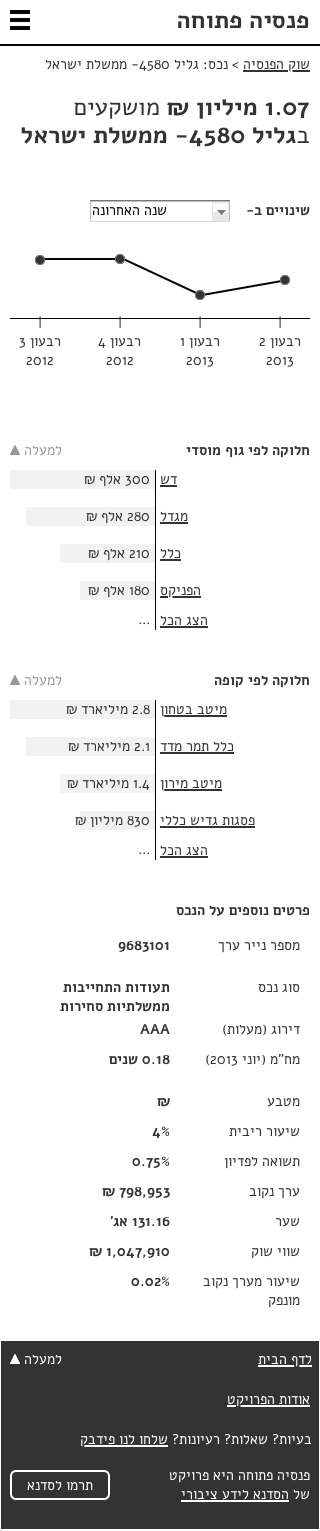 פנסיה פתוחה
שוק הפנסיה > נכס: גליל 4580- ממשלת ישראל
1.07 מיליון ₪ מושקעים
בגליל 4580- ממשלת ישראל
שינויים ב- שנה האחרונה
רבעון 3 רבעון 4 רבעון 1 רבעון 2
2012 2012 2013 2013
חלוקה לפי גוף מוסדי למעלה
דש 300 אלף ₪
מגדל 280 אלף ₪
כלל 210 אלף ₪
הפניקס 180 אלף ₪
הצג הכל ...
חלוקה לפי קופה למעלה
מיטב בטחון 2.8 מיליארד ₪
כלל תמר מדד 2.1 מיליארד ₪
מיטב מירון 1.4 מיליארד ₪
פסגות גדיש כללי 830 מיליון ₪
הצג הכל ...
פרטים נוספים על הנכס
מספר נייר ערך 9683101
סוג נכס תעודות התחייבות
ממשלתיות סחירות
דירוג (מעלות) AAA
מח"מ (יוני 2013) 0.18 שנים
מטבע ₪
שיעור ריבית 4%
תשואה לפדיון 0.75%
ערך נקוב 798,953 ₪
שער 131.16 אג'
שווי שוק 1,047,910 ₪
שיעור מערך נקוב 0.02%
מונפק
לדף הבית למעלה
אודות הפרויקט
בעיות? שאלות? רעיונות? שלחו לנו פידבק
פנסיה פתוחה היא פרויקט
של הסדנא לידע ציבורי תרמו לסדנא